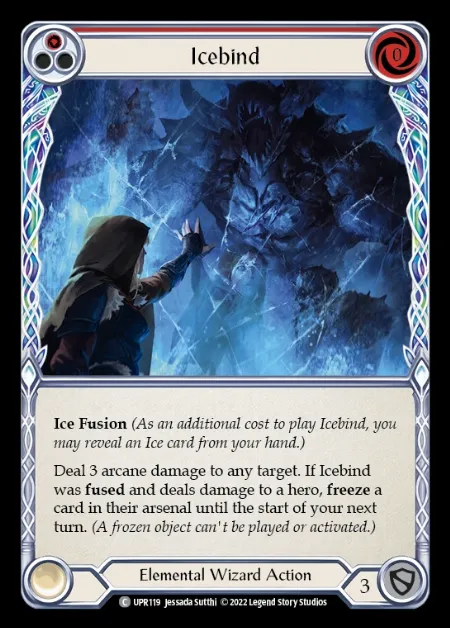 0
Icebind
Ice Fusion (As an additional cost to play Icebind, you
may reveal an Ice card from your hand.)
Deal 3 arcane damage to any target. If Icebind
was fused and deals damage to a hero, freeze a
card in their arsenal until the start of your next
turn. (A frozen object can't be played or activated.)
Elemental Wizard Action
3
C UPR119 Jessada Sutthi © 2022 Legend Story Studios